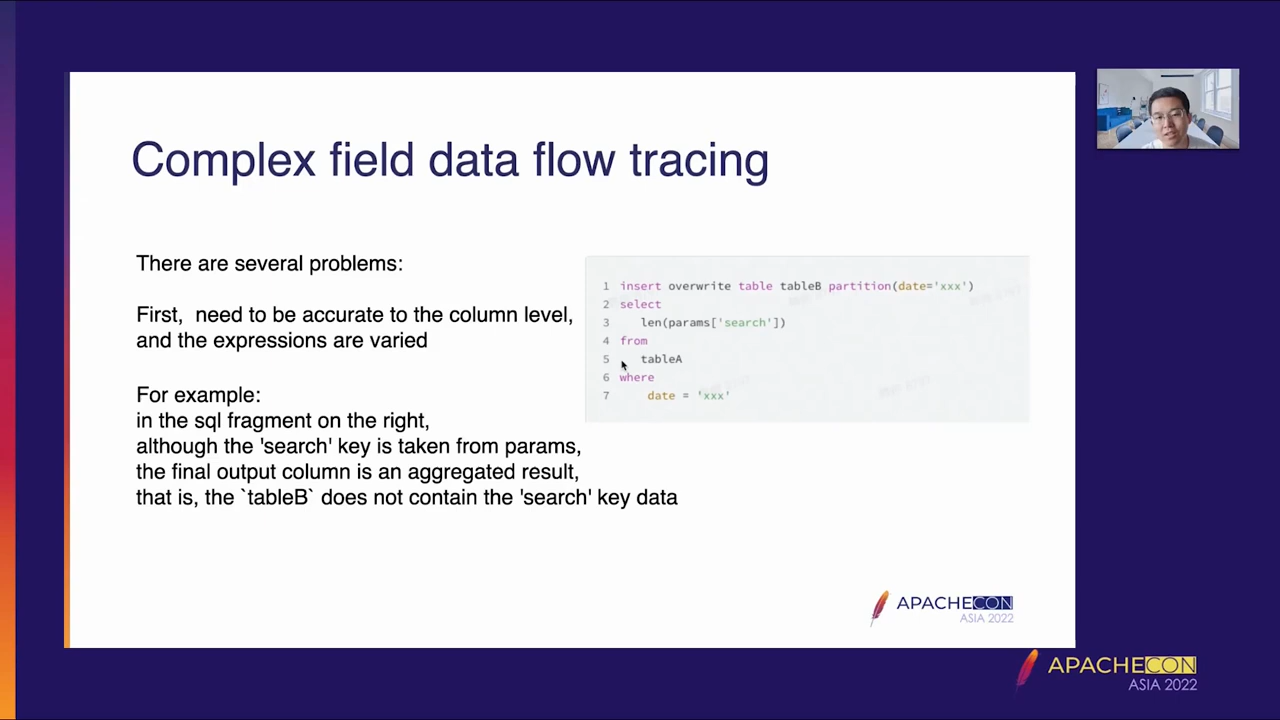 Complex field data flow tracing
There are several problems:
First, need to be accurate to the column level,
and the expressions are varied
For example:
in the sql fragment on the right,
although the 'search' key is taken from params,
the final output column is an aggregated result,
that is, the `tableB` does not contain the 'search' key data
1 insert overwrite table tableB partition(date='xxx')
2 select
3 len(params['search'])
4 from
5 tableA
6 where
7 date = 'xxx'
APACHECON
ASIA 2022
APACHECON
ASIA 2022